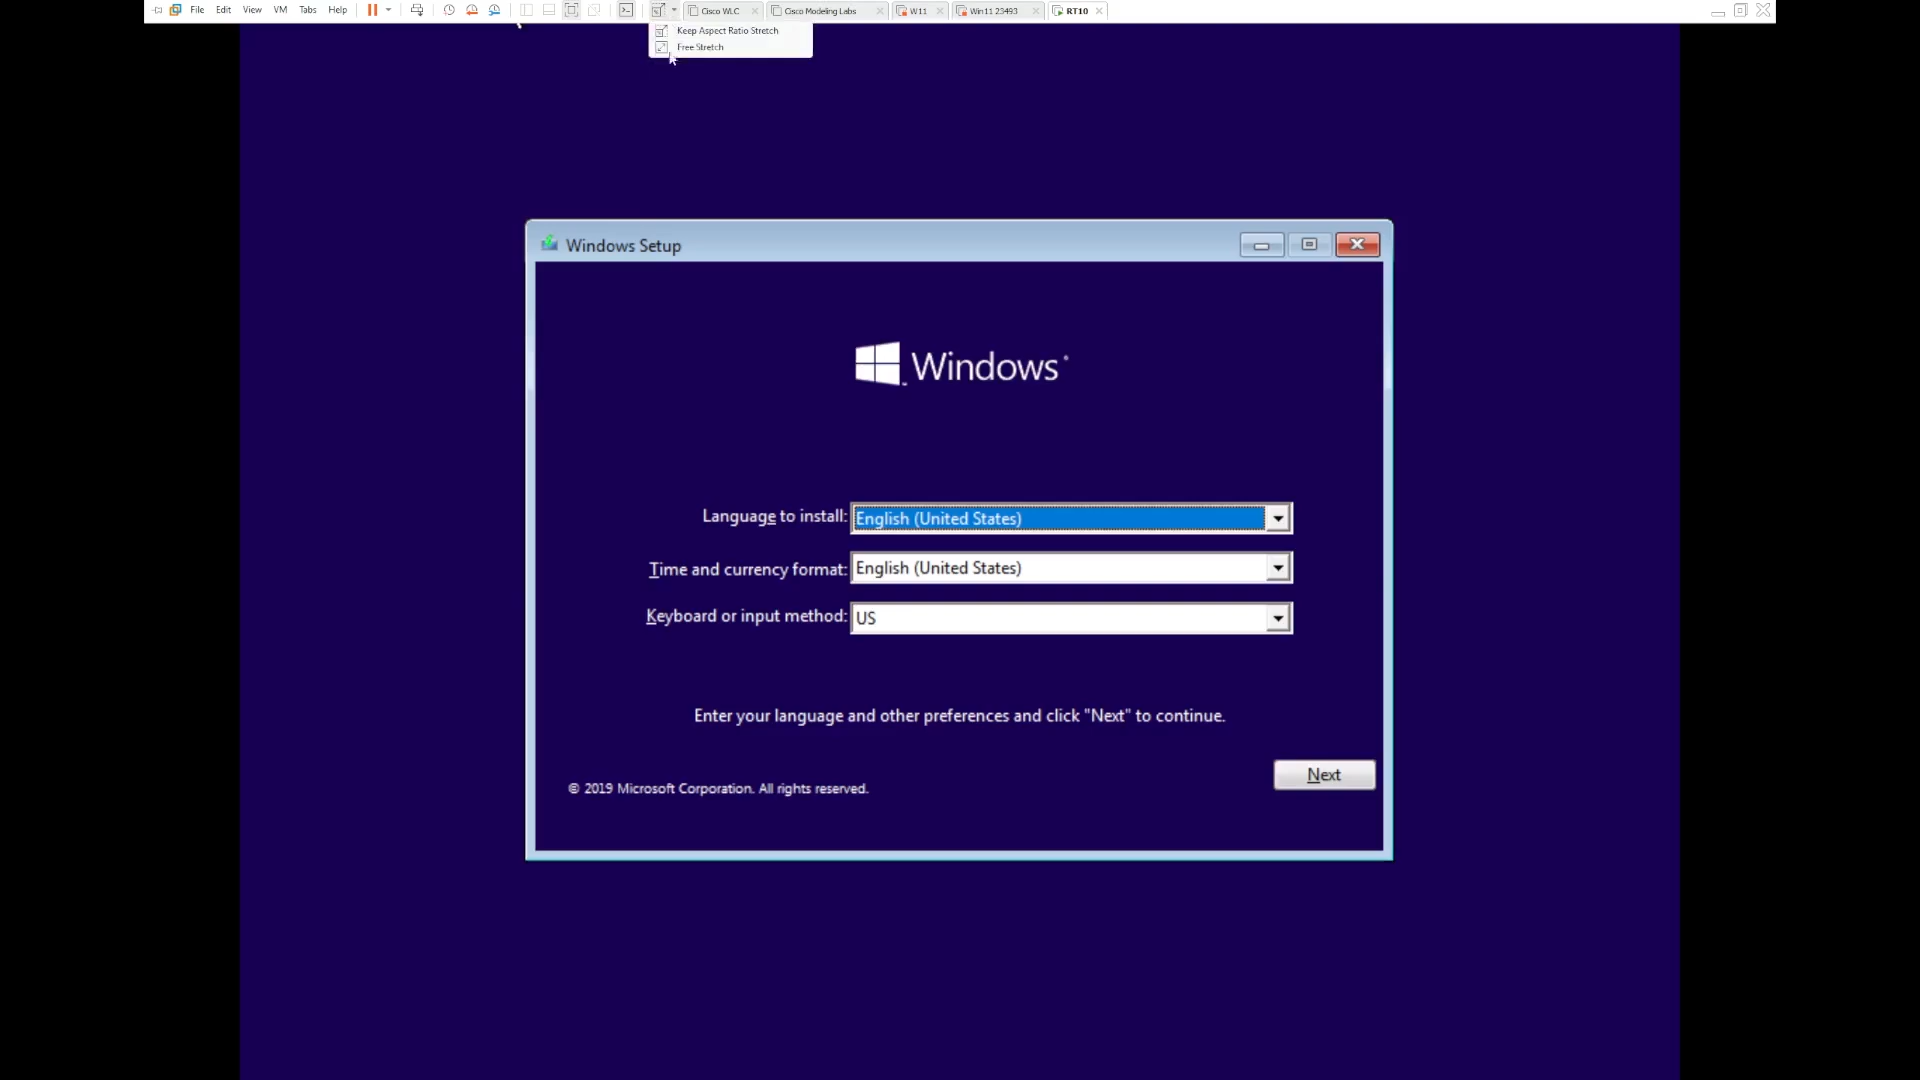 File Edit View VM Tabs Help Cisco WLC Cisco Modeling Labs W11 Win11 23493 RT10
Keep Aspect Ratio Stretch
Free Stretch
Windows Setup
Windows
Language to install: English (United States)
Time and currency format: English (United States)
Keyboard or input method: US
Enter your language and other preferences and click "Next" to continue.
Next
© 2019 Microsoft Corporation. All rights reserved.